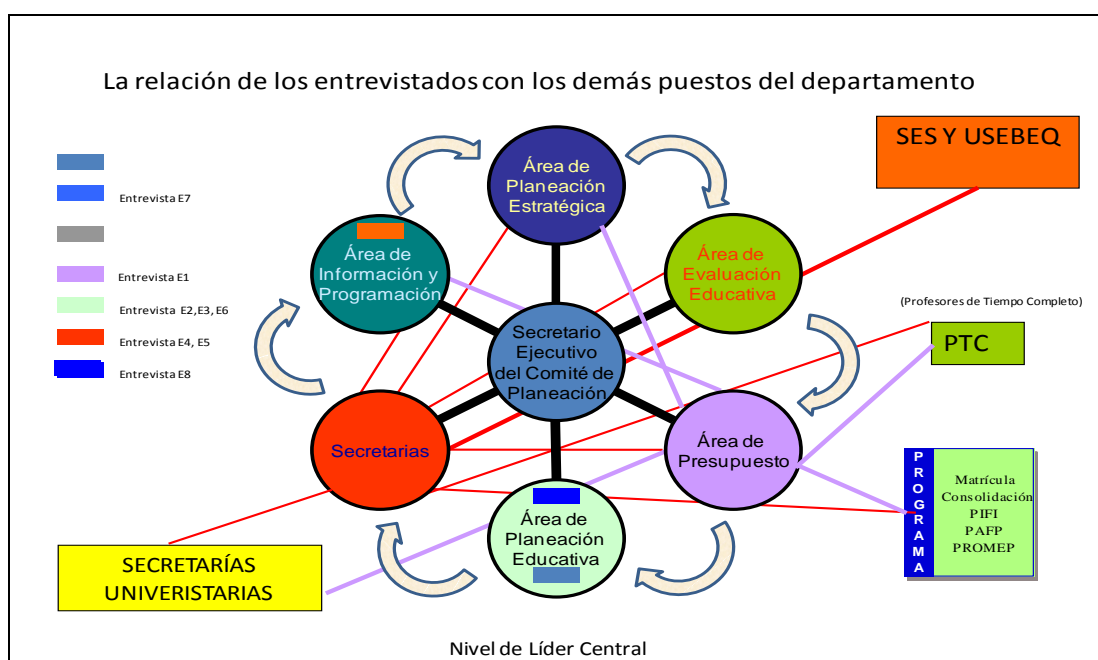 La relación de los entrevistados con los demás puestos del departamento
SES Y USEBEQ
Entrevista E7
Entrevista E1
Entrevista E2,E3, E6
Entrevista E4, E5
Entrevista E8
Área de
Planeación
Estratégica
Área de
Información y
Programación
Área de
Evaluación
Educativa
(Profesores de Tiempo Completo)
PTC
Secretario
Ejecutivo
del Comité de
Planeación
Secretarias
Área de
Presupuesto
PROGRAMA
Matrícula
Consolidación
PIFI
PAFP
PROMEP
Área de
Planeación
Educativa
SECRETARÍAS
UNIVERISTARIAS
Nivel de Líder Central